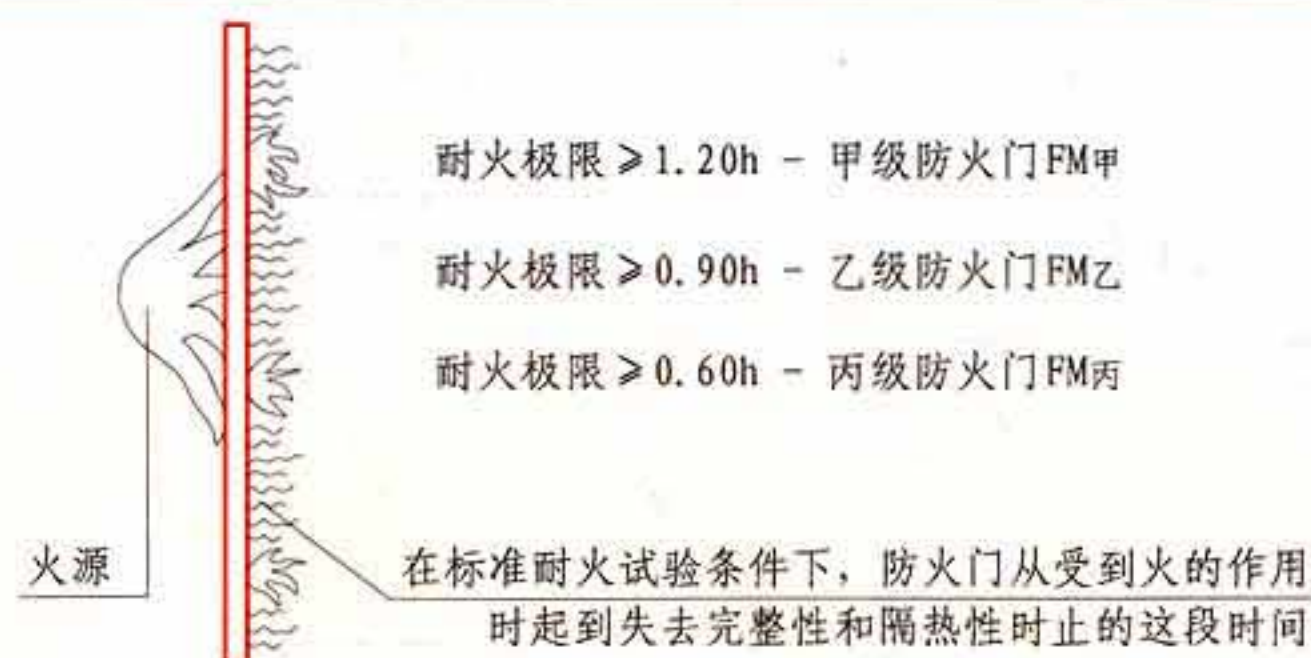 耐火极限≥1.20h - 甲级防火门FM甲
耐火极限≥0.90h - 乙级防火门FM乙
耐火极限≥0.60h - 丙级防火门FM丙
火源
在标准耐火试验条件下，防火门从受到火的作用
时起到失去完整性和隔热性时止的这段时间